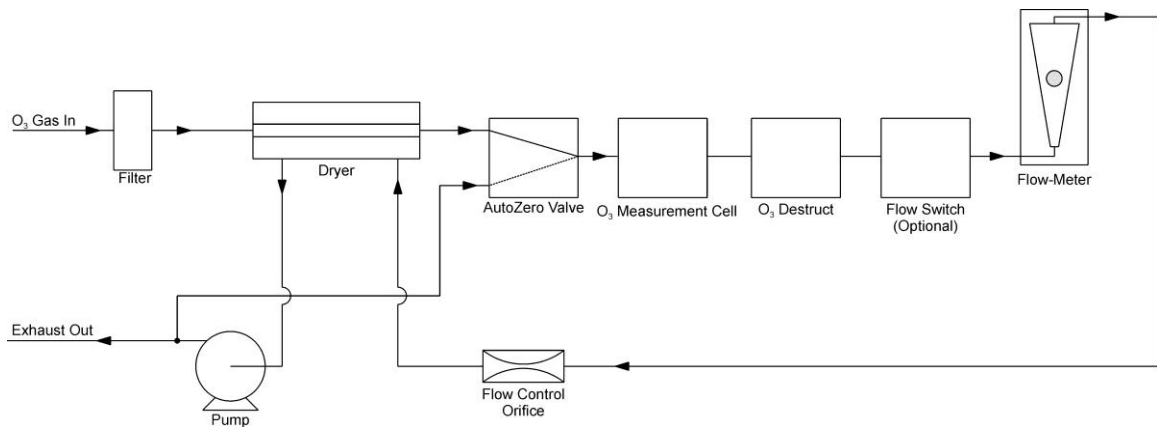 O₃ Gas In
Filter
Dryer
AutoZero Valve
O₃ Measurement Cell
O₃ Destruct
Flow Switch
(Optional)
Flow-Meter
Exhaust Out
Pump
Flow Control
Orifice